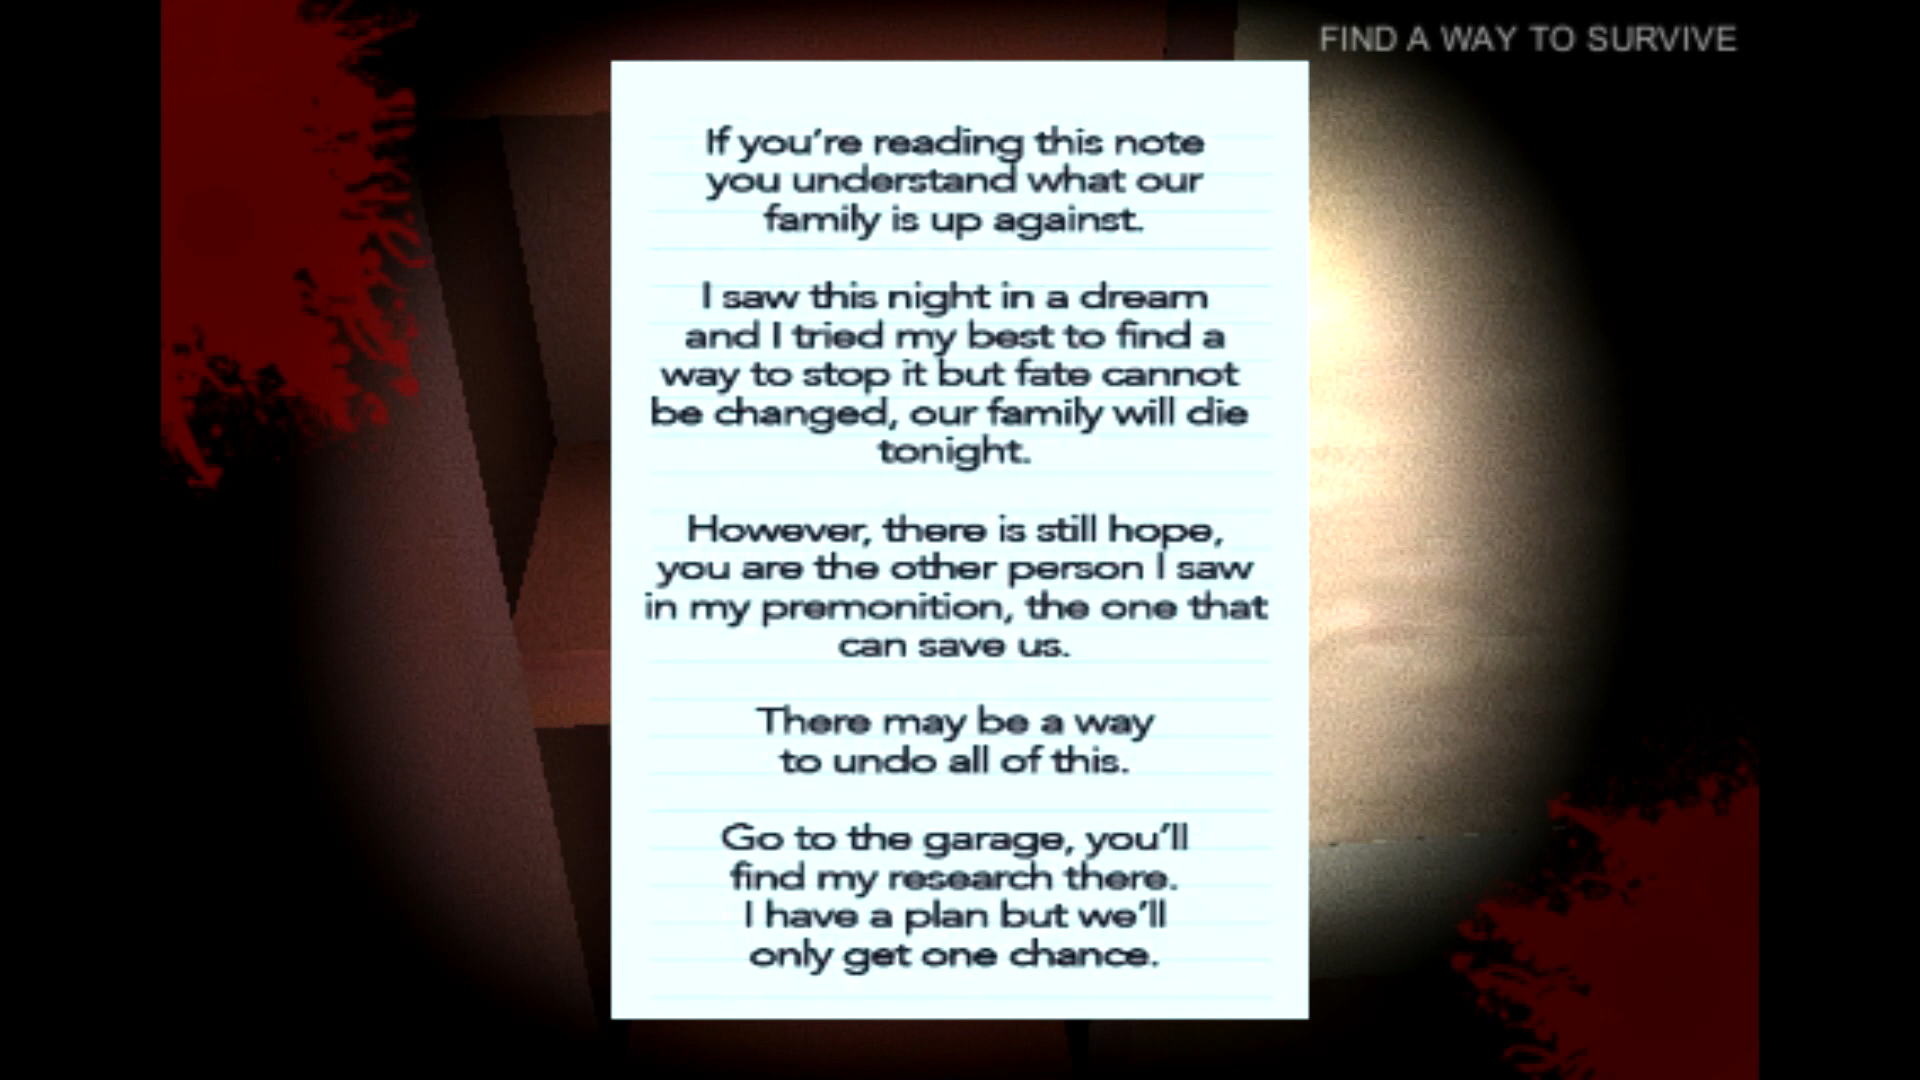 FIND A WAY TO SURVIVE
If you're reading this note
you understand what our
family is up against.
I saw this night in a dream
and I tried my best to find a
way to stop it but fate cannot
be changed, our family will die
tonight.
However, there is still hope,
you are the other person I saw
in my premonition, the one that
can save us.
There may be a way
to undo all of this.
Go to the garage, you'll
find my research there.
I have a plan but we'll
only get one chance.